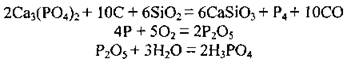 2Ca₃(PO₄)₂ + 10C + 6SiO₂ = 6CaSiO₃ + P₄ + 10CO
4P + 5O₂ = 2P₂O₅
P₂O₅ + 3H₂O = 2H₃PO₄